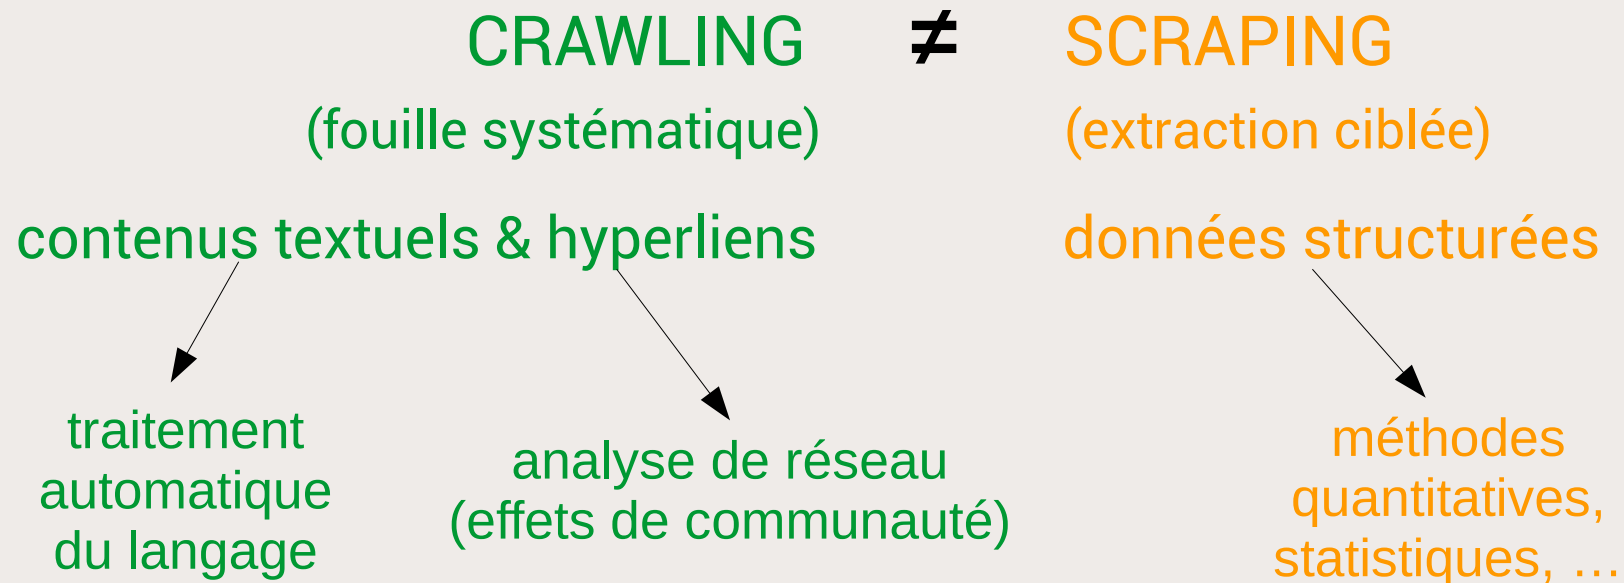 CRAWLING ≠ SCRAPING
(fouille systématique) (extraction ciblée)
contenus textuels & hyperliens données structurées
traitement
automatique
du langage
analyse de réseau
(effets de communauté)
méthodes
quantitatives,
statistiques, …